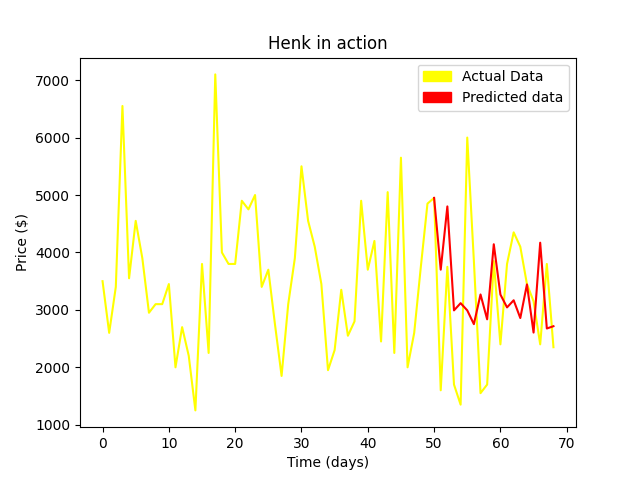 Henk in action
Actual Data
Predicted data
7000
6000
5000
4000
3000
2000
1000
Price ($)
0 10 20 30 40 50 60 70
Time (days)